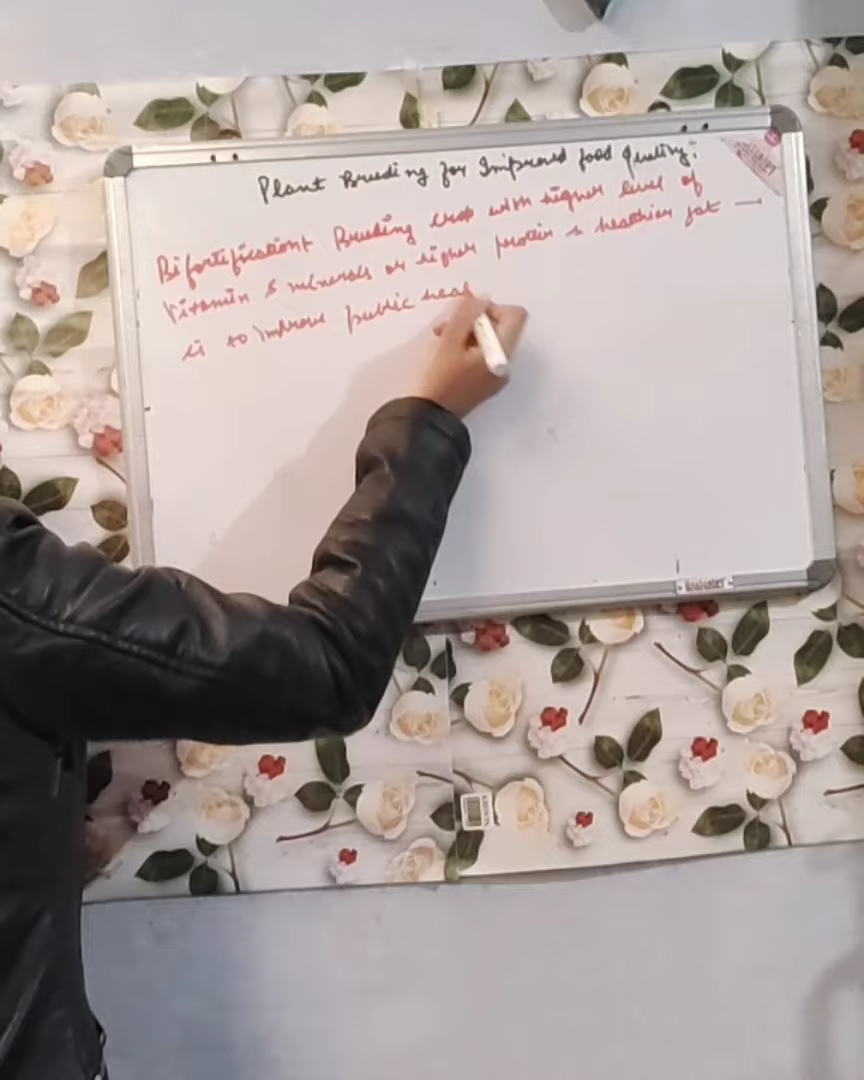 Plant Breeding for Improved food Quality:
Bifortification: Breeding crop with higher level of
Vitamin & minerals or higher protein & healthier fat —
is to improve public heal